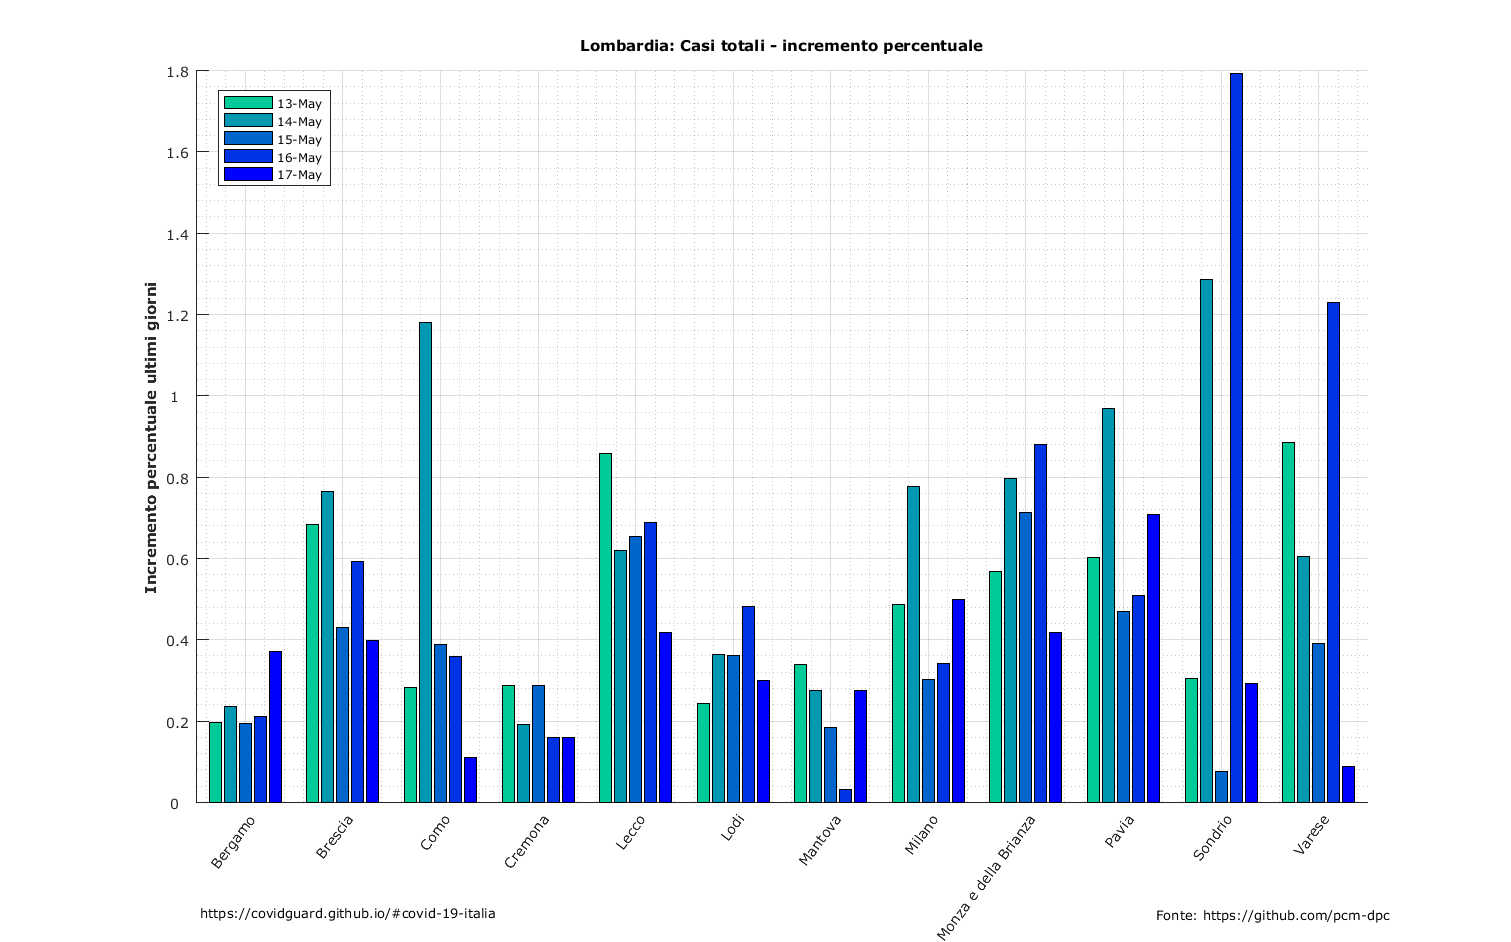 Lombardia: Casi totali - incremento percentuale
13-May
14-May
15-May
16-May
17-May
Incremento percentuale ultimi giorni
1.8
1.6
1.4
1.2
1
0.8
0.6
0.4
0.2
0
Bergamo
Brescia
Como
Cremona
Lecco
Lodi
Mantova
Milano
Monza e della Brianza
Pavia
Sondrio
Varese
https://covidguard.github.io/#covid-19-italia
Fonte: https://github.com/pcm-dpc